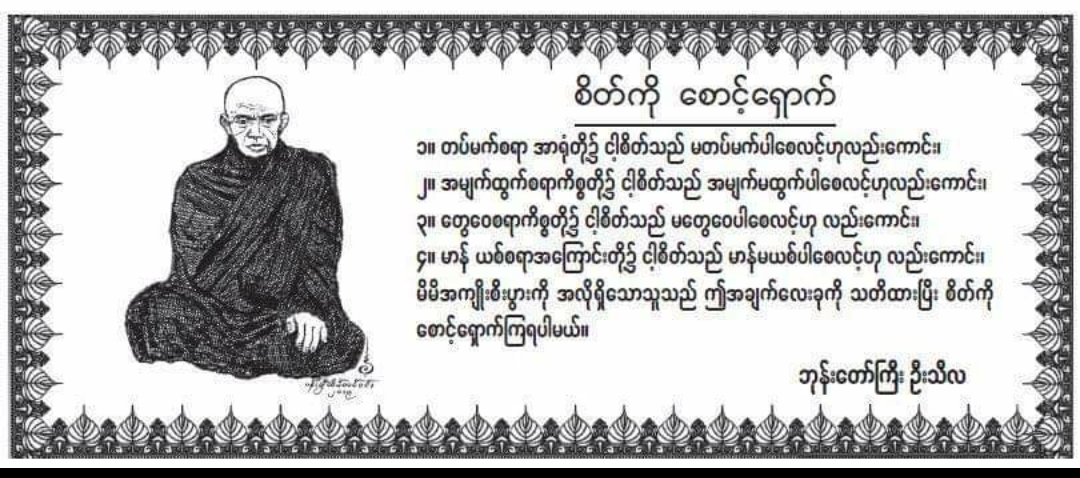 စိတ်ကို စောင့်ရှောက်
၁။ တပ်မက်စရာ အာရုံတို့၌ ငါ့စိတ်သည် မတပ်မက်ပါစေလင့်ဟုလည်းကောင်း၊
၂။ အမျက်ထွက်စရာကိစ္စတို့၌ ငါ့စိတ်သည် အမျက်မထွက်ပါစေလင့်ဟုလည်းကောင်း၊
၃။ တွေဝေစရာကိစ္စတို့၌ ငါ့စိတ်သည် မတွေဝေပါစေလင့်ဟု လည်းကောင်း၊
၄။ မာန် ယစ်စရာအကြောင်းတို့၌ ငါ့စိတ်သည် မာန်မယစ်ပါစေလင့်ဟု လည်းကောင်း၊
မိမိအကျိုးစီးပွားကို အလိုရှိသောသူသည် ဤအချက်လေးခုကို သတိထားပြီး စိတ်ကို
စောင့်ရှောက်ကြရပါမယ်။
ဘုန်းတော်ကြီး ဦးသီလ